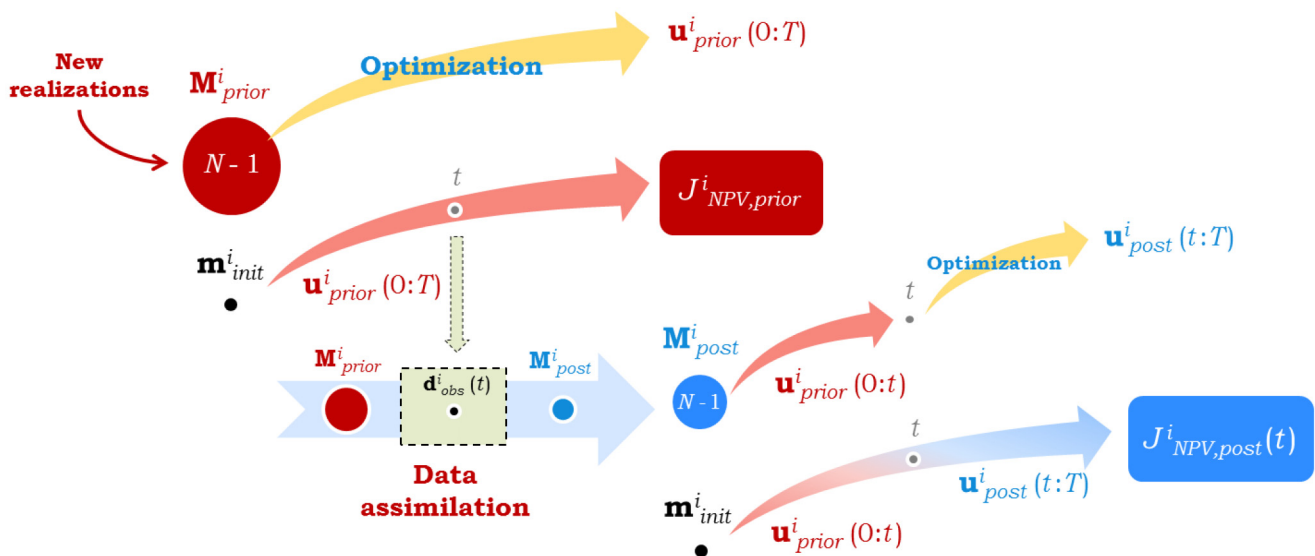 New
realizations
M^i_prior
N - 1
Optimization
u^i_prior (0:T)
t
J^i_NPV,prior
m^i_init
u^i_prior (0:T)
M^i_prior
d^i_obs (t)
M^i_post
Data
assimilation
M^i_post
N - 1
u^i_prior (0:t)
t
Optimization
u^i_post (t:T)
m^i_init
u^i_prior (0:t)
t
u^i_post (t:T)
J^i_NPV,post(t)